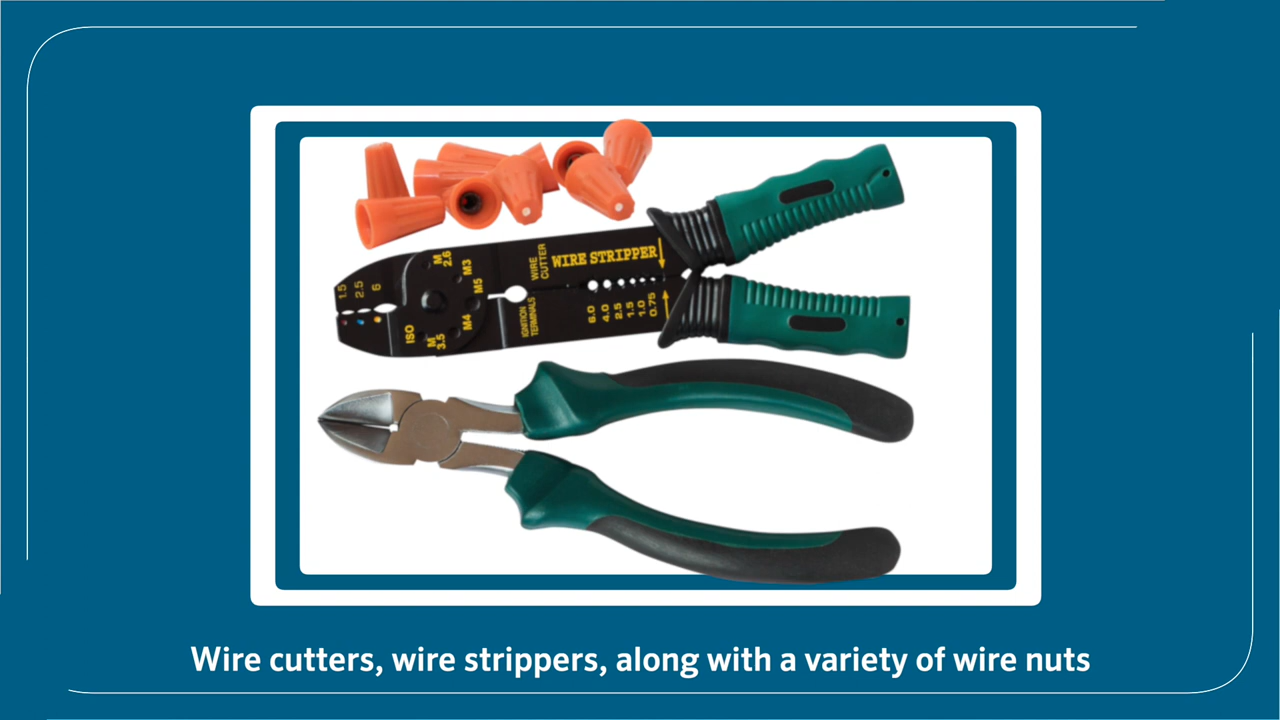 WIRE STRIPPER
WIRE
CUTTER
IGNITION
TERMINALS
6.0
4.0
2.5
1.5
1.0
0.75
1.5
2.5
6
M
2.6
M3
M5
M4
M
3.5
ISO
Wire cutters, wire strippers, along with a variety of wire nuts